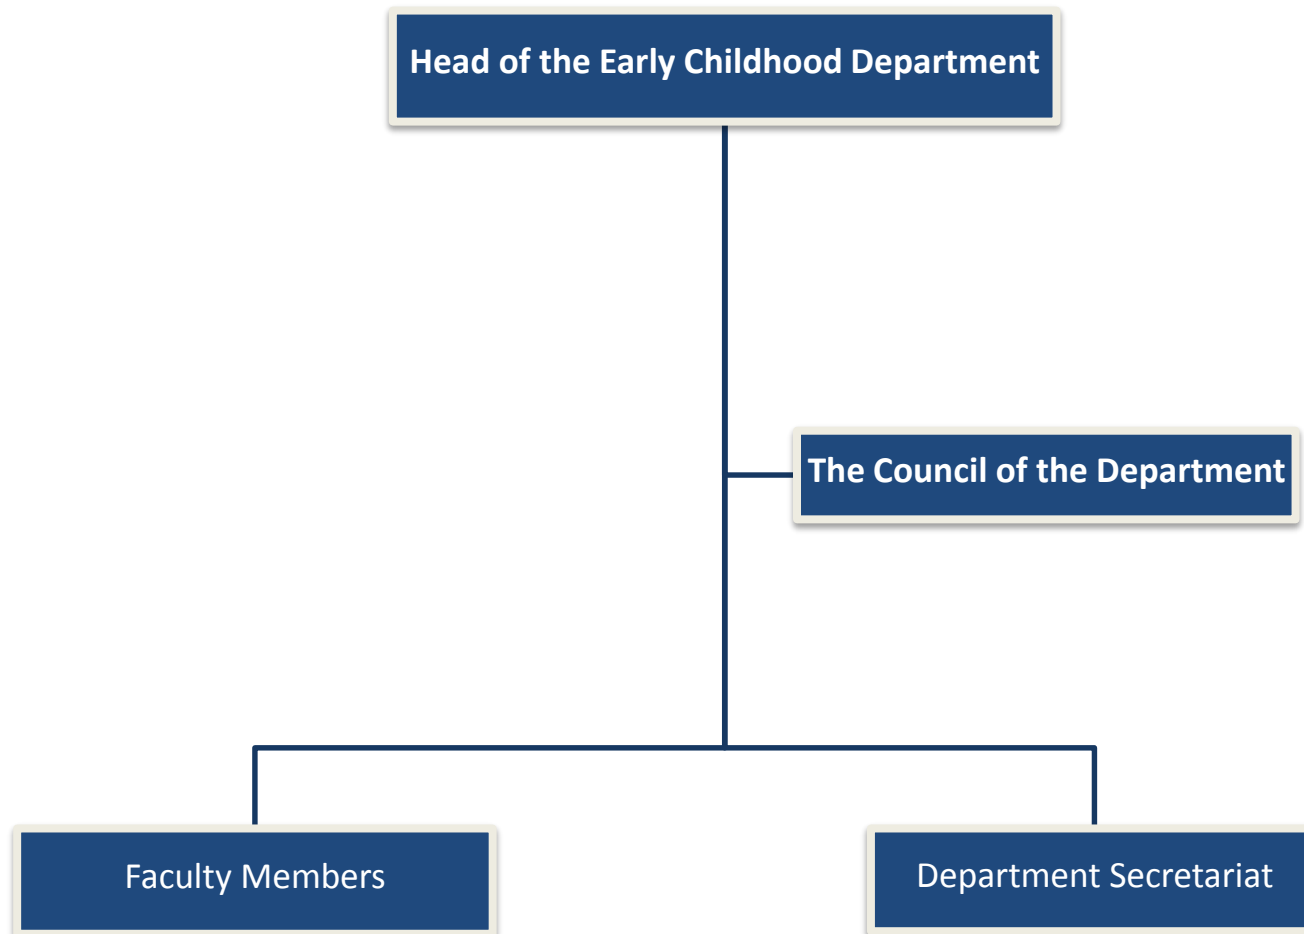 Head of the Early Childhood Department
The Council of the Department
Faculty Members
Department Secretariat